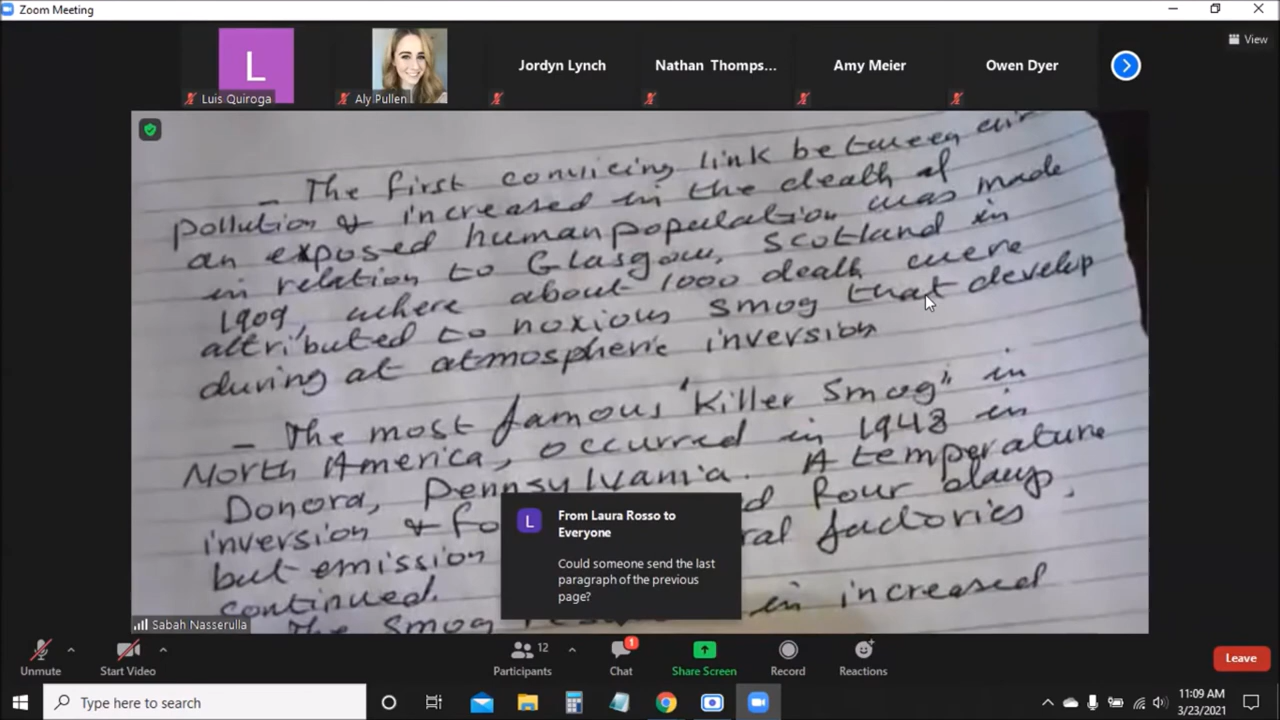 Zoom Meeting
View
L
Luis Quiroga
Aly Pullen
Jordyn Lynch
Nathan Thomps...
Amy Meier
Owen Dyer
- The first convicing link between air
pollution & increased in the death of
an exposed human population was made
in relation to Glasgow, Scotland in
1909, where about 1000 death were
attributed to noxious smog that develop
during at atmospheric inversion
- The most famous "Killer Smog" in
North America, occurred in 1948 in
Donora, Pennsylvania. A temperature
inversion & fo d four days,
but emission ral factories
continued.
The smog in increased
L
From Laura Rosso to
Everyone
Could someone send the last
paragraph of the previous
page?
Sabah Nasserulla
Unmute
Start Video
12
Participants
1
Chat
Share Screen
Record
Reactions
Leave
Type here to search
11:09 AM
3/23/2021